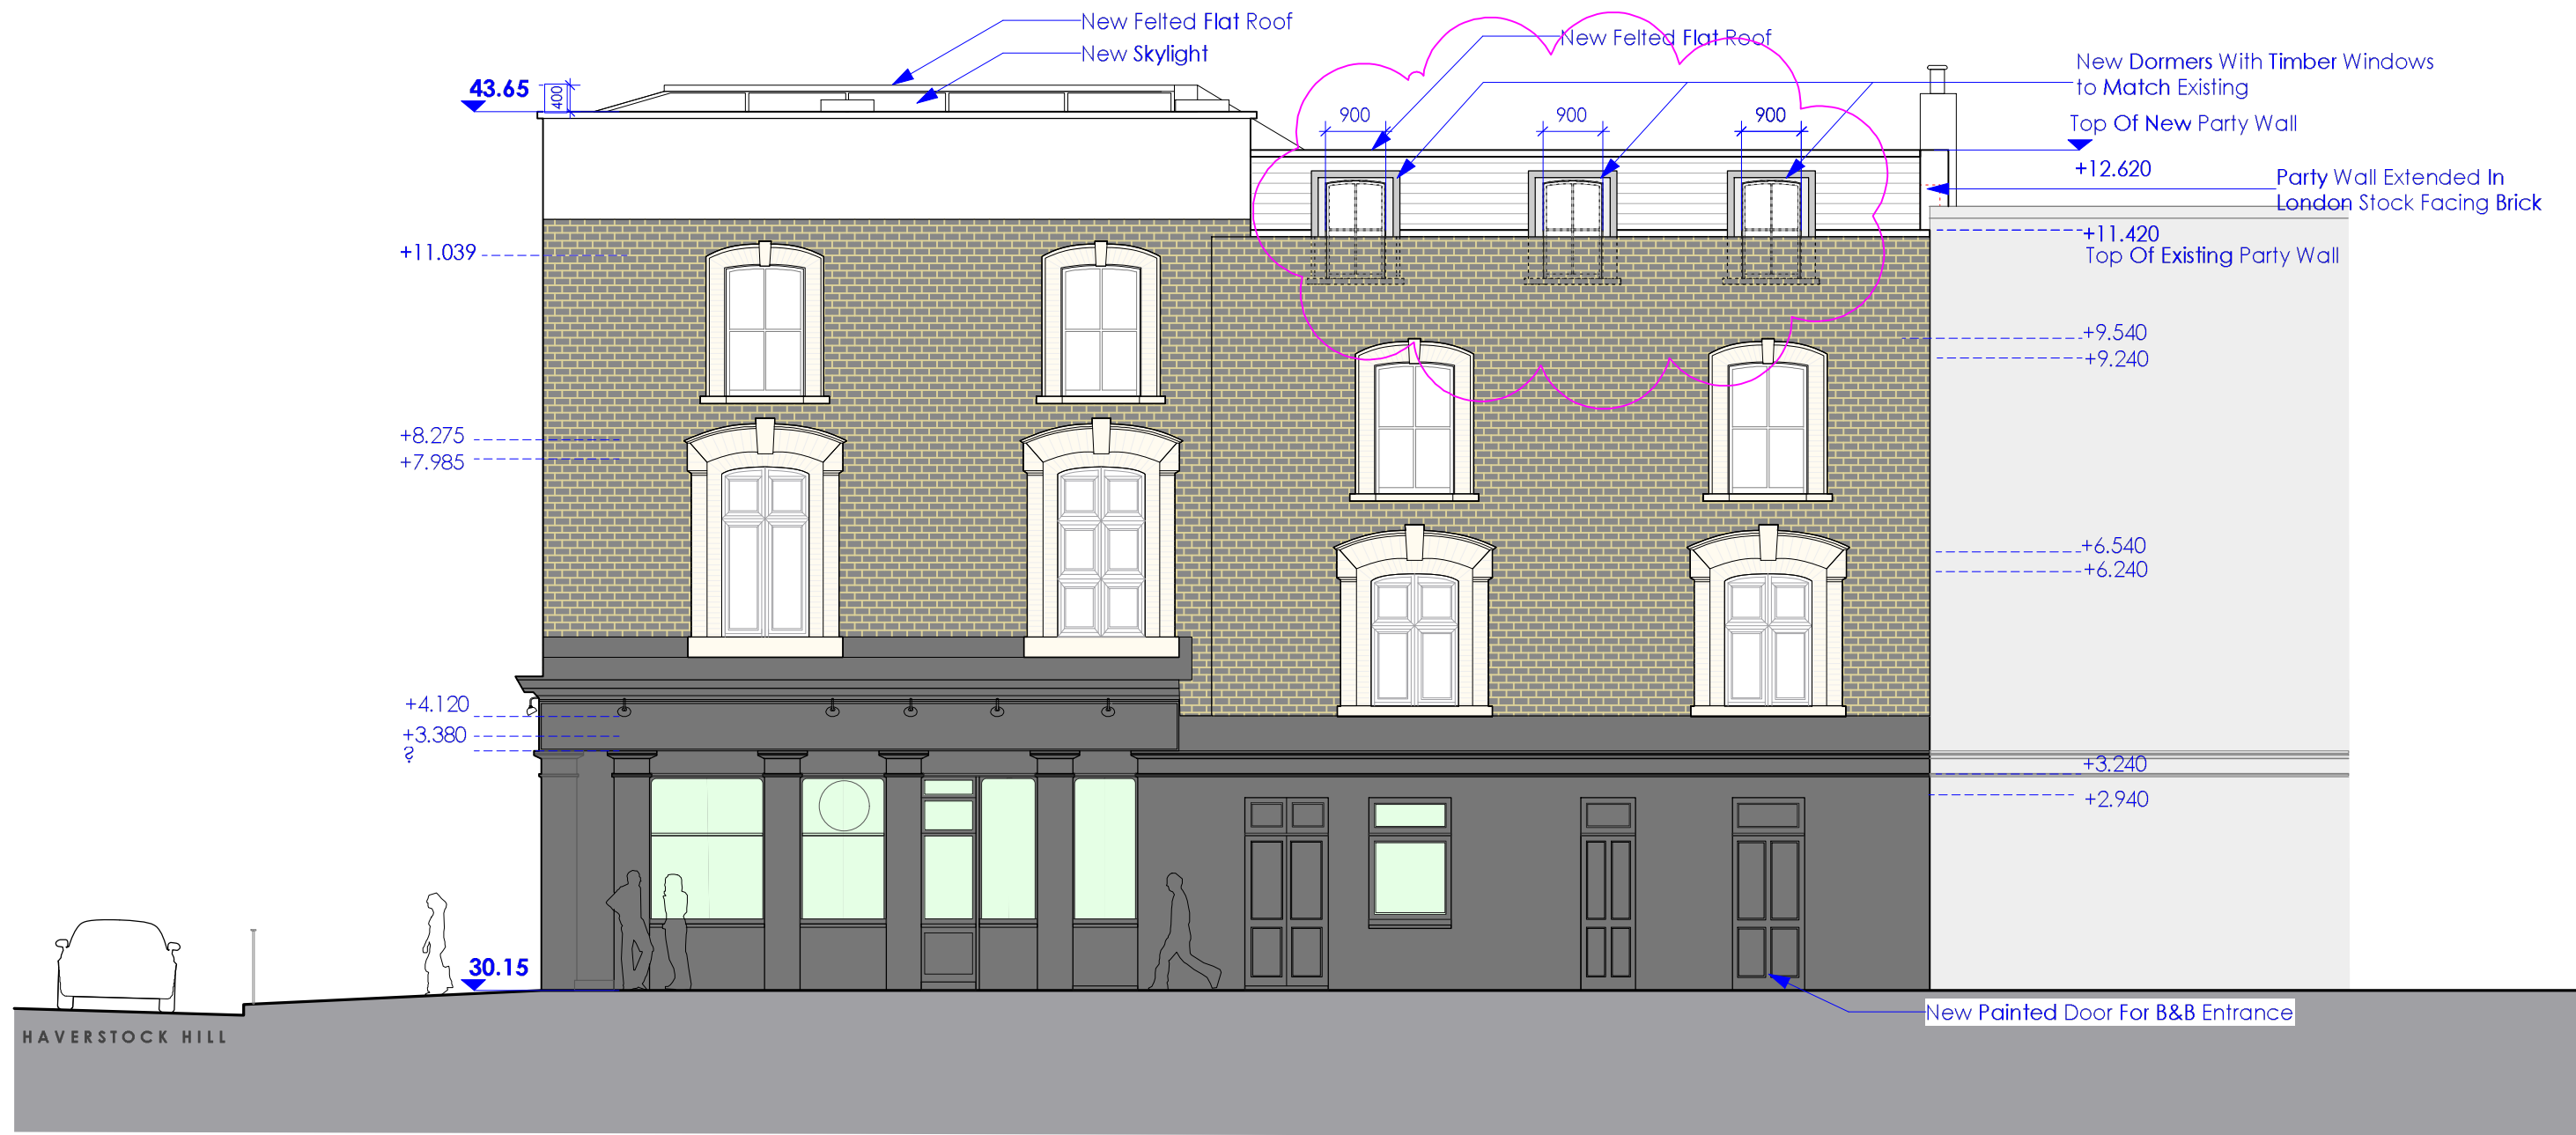 New Felted Flat Roof
New Skylight
New Felted Flat Roof
New Dormers With Timber Windows
to Match Existing
43.65
400
900
900
900
Top Of New Party Wall
+12.620
Party Wall Extended In
London Stock Facing Brick
+11.039
+11.420
Top Of Existing Party Wall
+9.540
+9.240
+8.275
+7.985
+6.540
+6.240
+4.120
+3.380
?
+3.240
+2.940
30.15
New Painted Door For B&B Entrance
HAVERSTOCK HILL